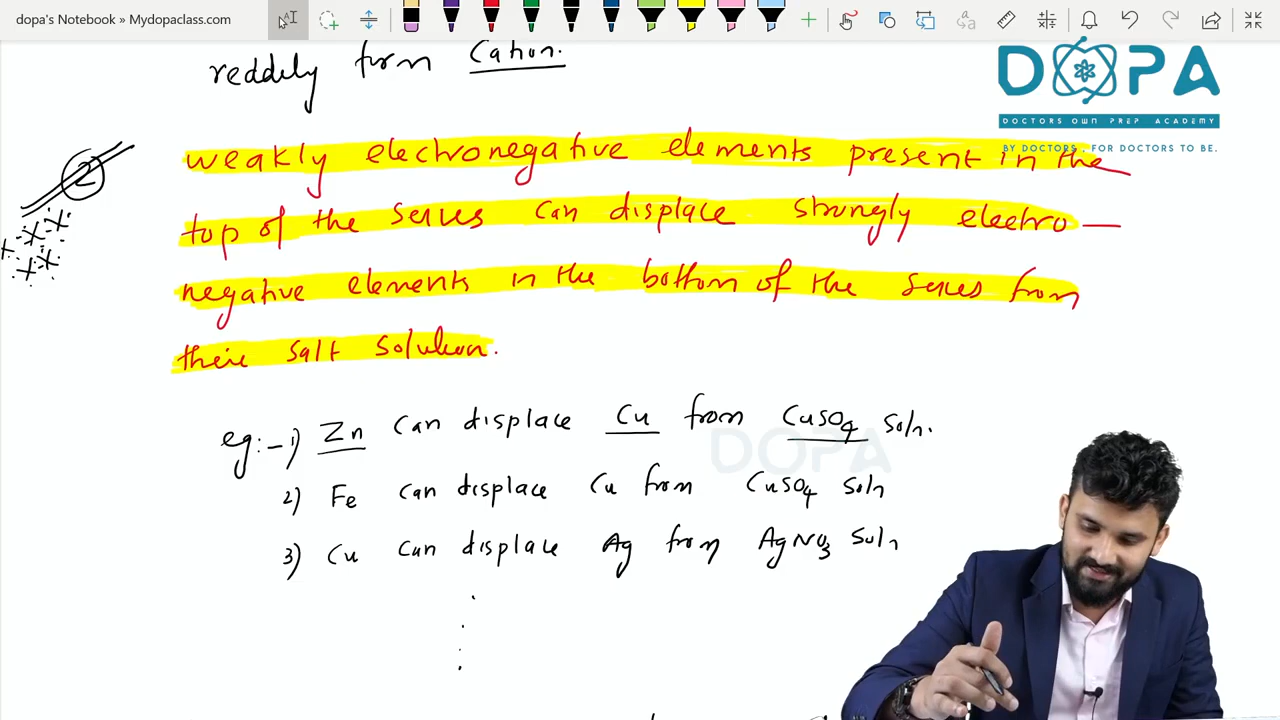 dopa's Notebook » Mydopaclass.com
reddely form Cation.
DOPA
DOCTORS OWN PREP ACADEMY
BY DOCTORS . FOR DOCTORS TO BE.
weakly electronegative elements present in the
top of the series can displace strongly electro —
negative elements in the bottom of the series from
their salt solution.
eg:- 1) Zn can displace Cu from CuSO4 Soln.
2) Fe can displace Cu from CuSO4 Soln
3) Cu can displace Ag from AgNO3 Soln
DOPA
2